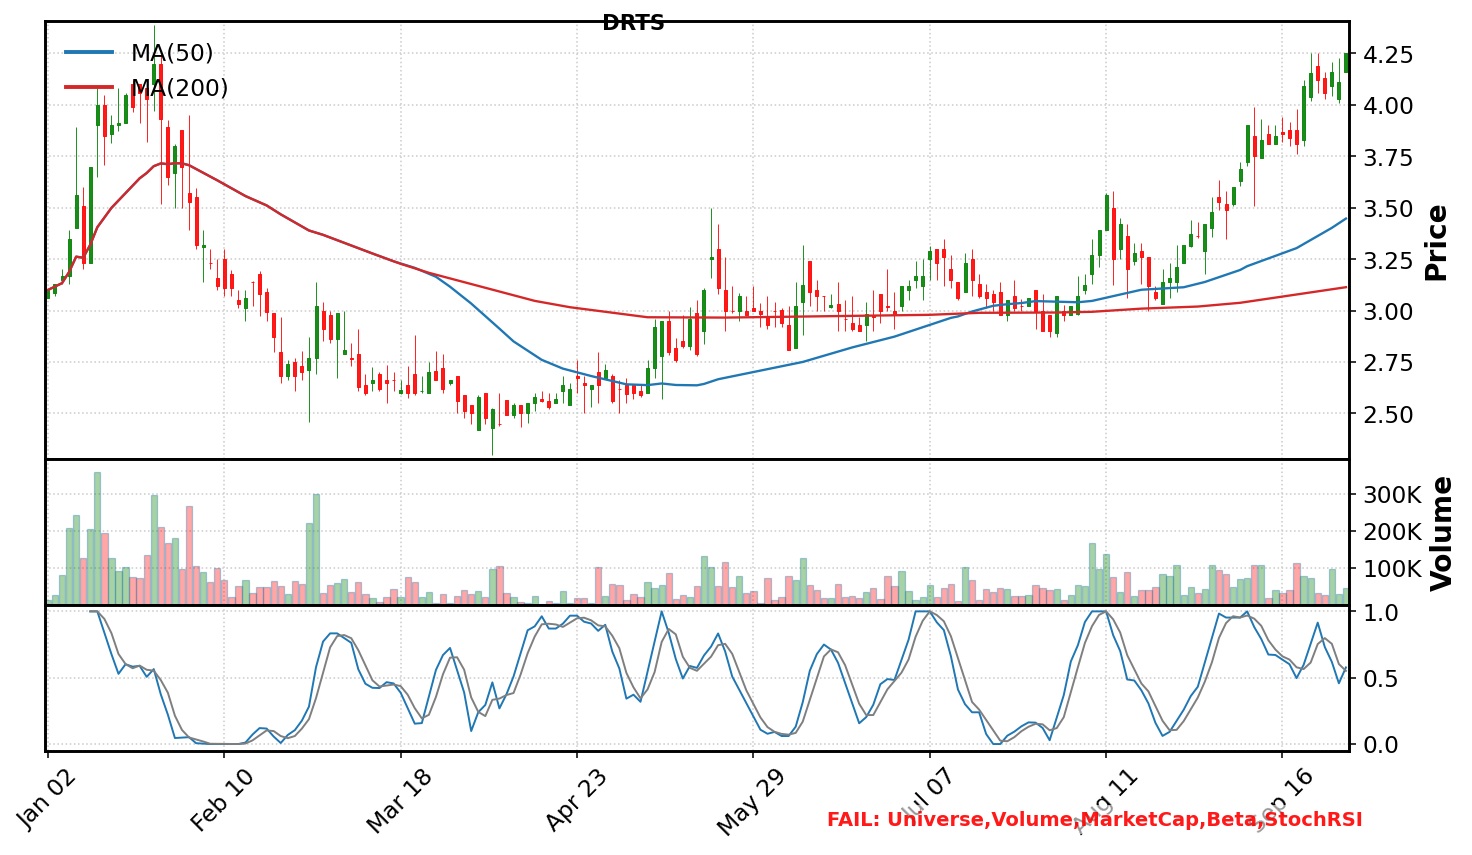 DRTS
MA(50)
MA(200)
4.25
4.00
3.75
3.50
3.25
3.00
2.75
2.50
Price
300K
200K
100K
Volume
1.0
0.5
0.0
Jan 02
Feb 10
Mar 18
Apr 23
May 29
Jul 07
Aug 11
Sep 16
FAIL: Universe,Volume,MarketCap,Beta,StochRSI